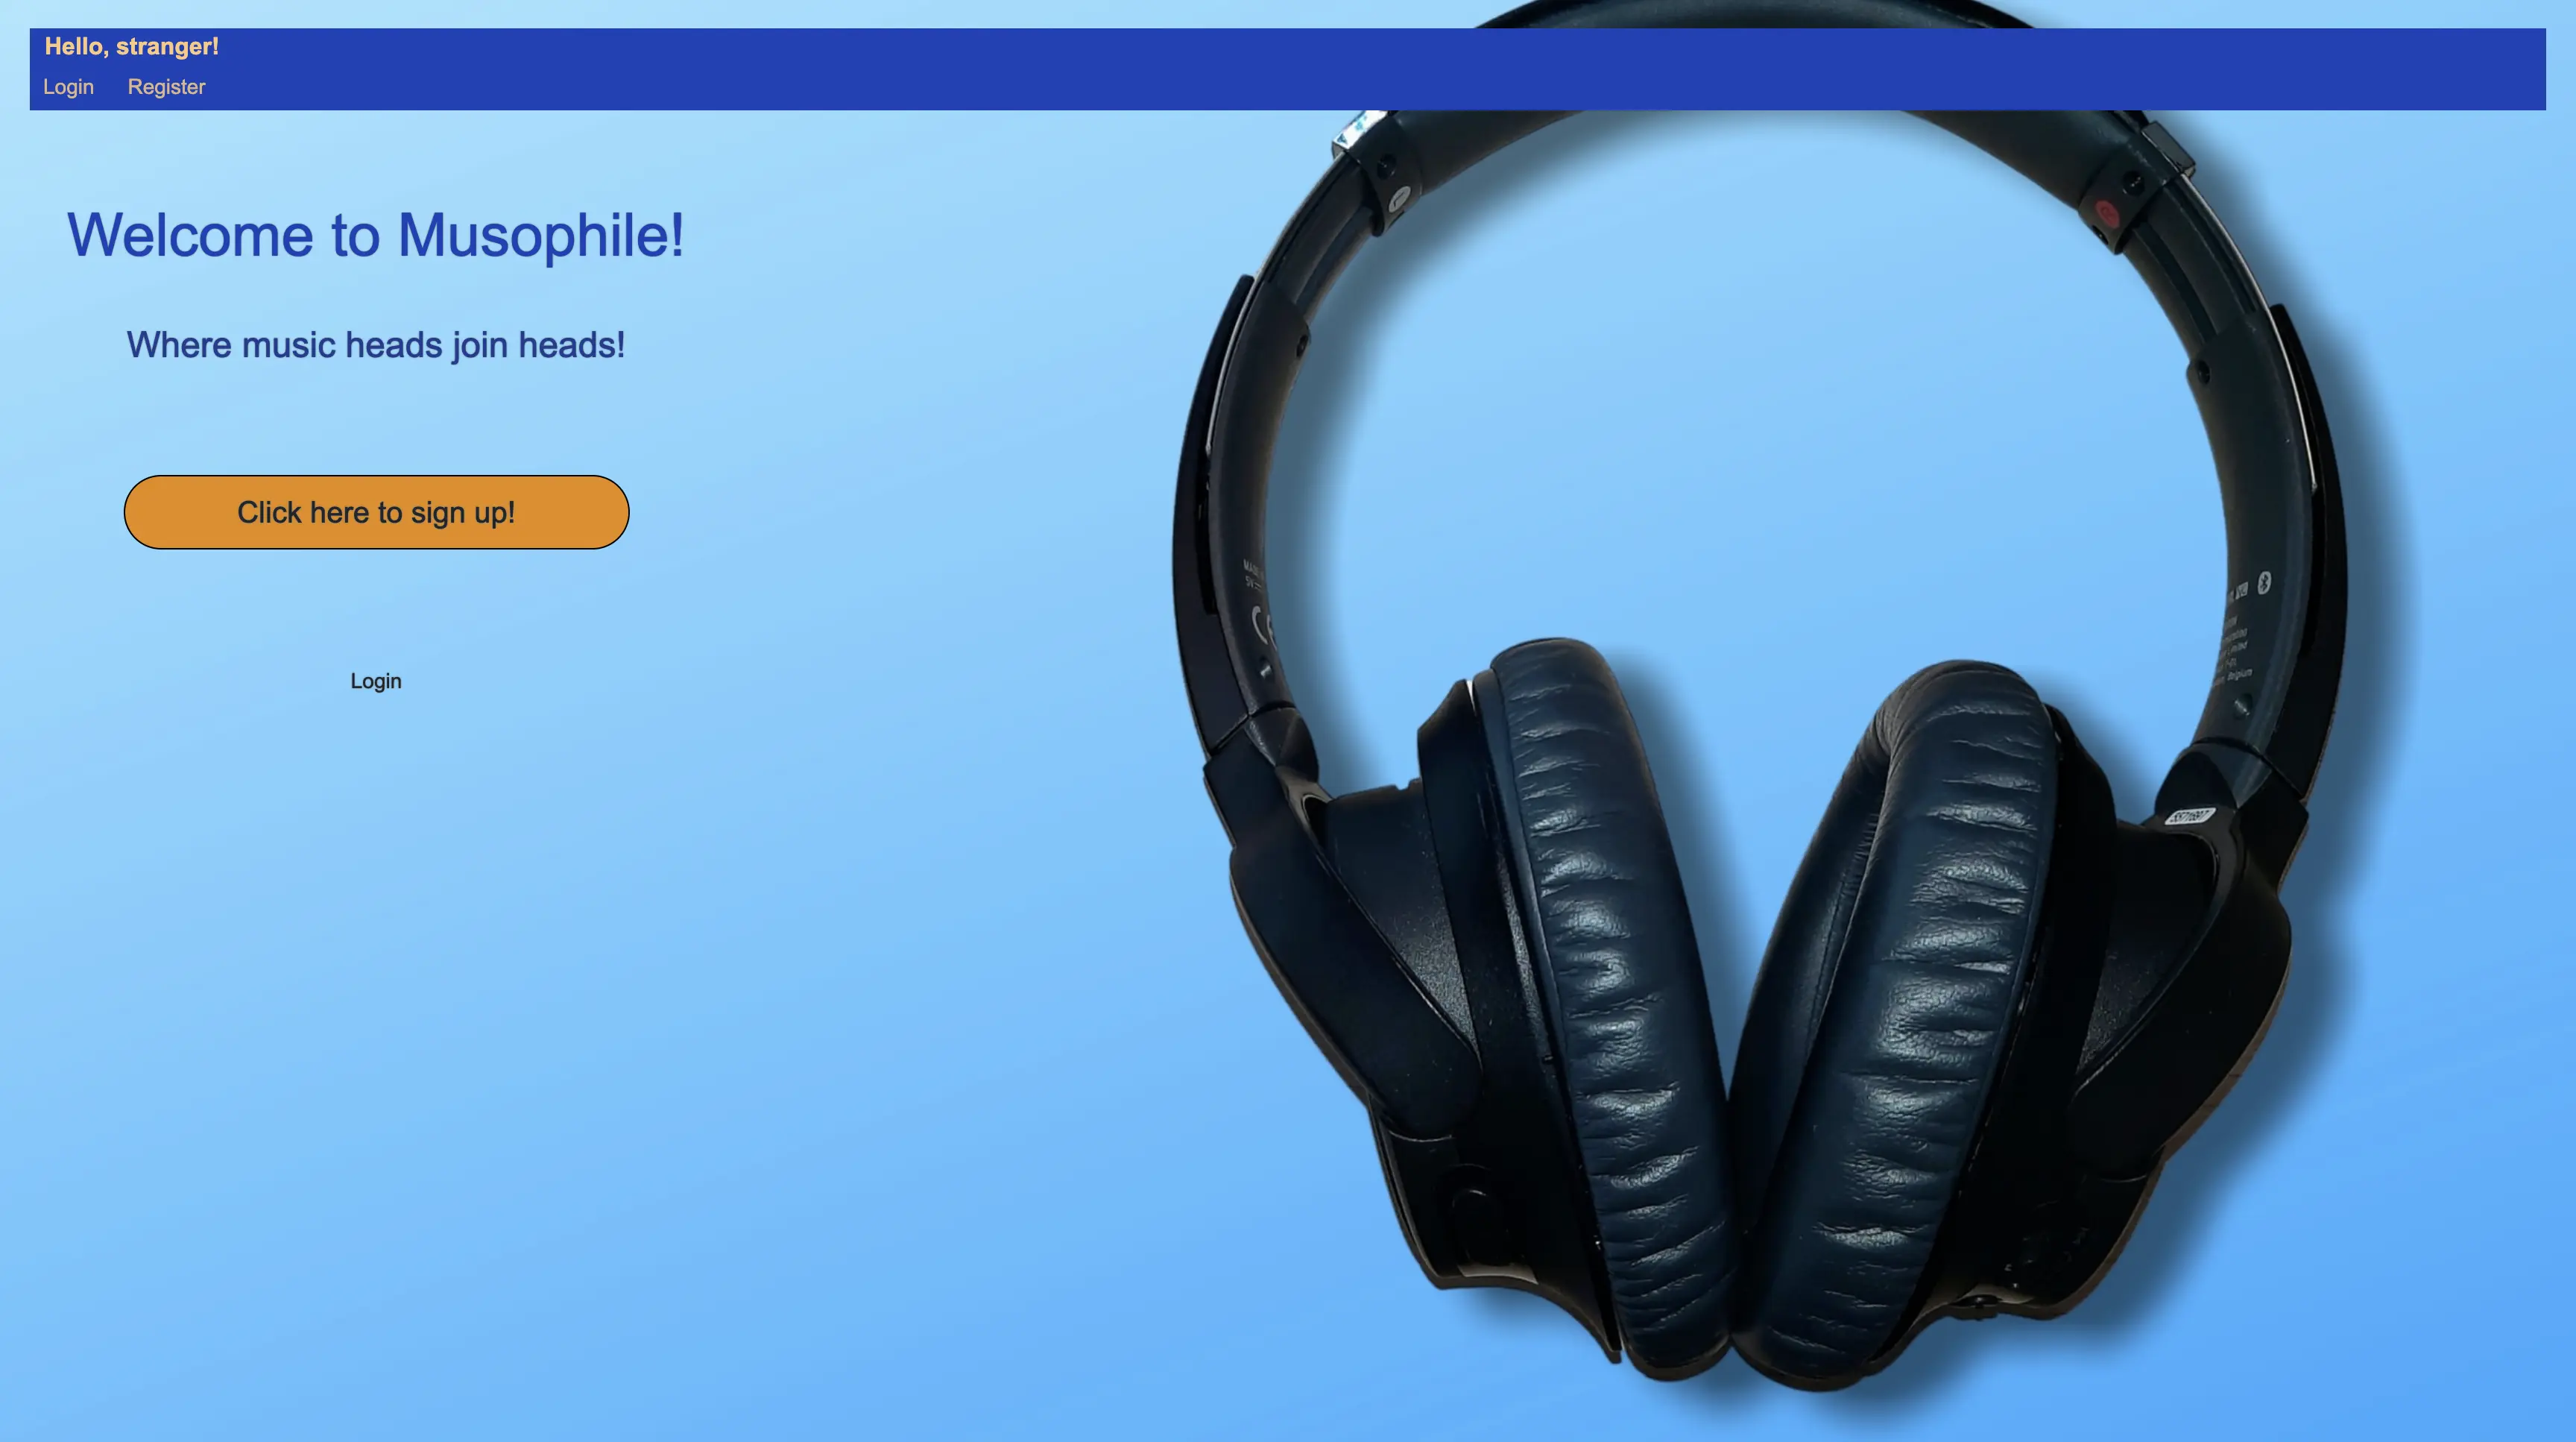 Hello, stranger!
Login Register
Welcome to Musophile!
Where music heads join heads!
Click here to sign up!
Login